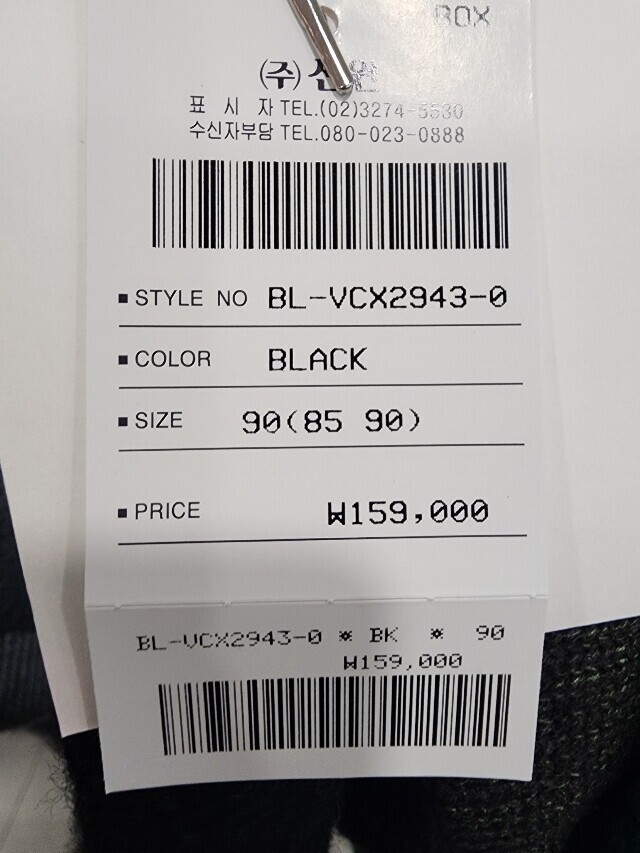 BOX
(주)신원
표 시 자 TEL.(02)3274-5530
수신자부담 TEL.080-023-0888
▪ STYLE NO BL-VCX2943-0
▪ COLOR BLACK
▪ SIZE 90(85 90)
▪ PRICE ₩159,000
BL-VCX2943-0 * BK * 90
₩159,000